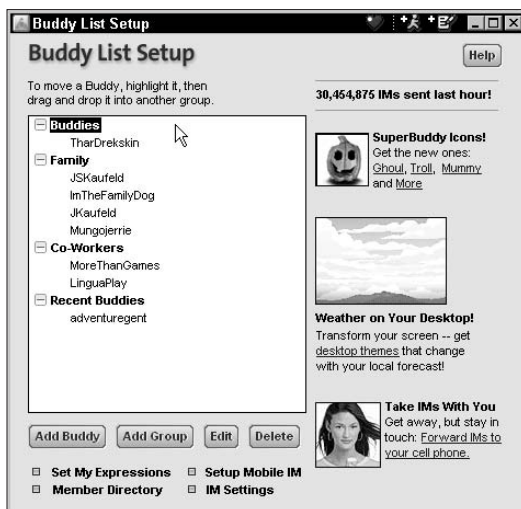 Buddy List Setup
Buddy List Setup
Help
To move a Buddy, highlight it, then
drag and drop it into another group.
Buddies
TharDrekskin
Family
JSKaufeld
ImTheFamilyDog
JKaufeld
Mungojerrie
Co-Workers
MoreThanGames
LinguaPlay
Recent Buddies
adventuregent
Add Buddy
Add Group
Edit
Delete
Set My Expressions
Setup Mobile IM
Member Directory
IM Settings
30,454,875 IMs sent last hour!
SuperBuddy Icons!
Get the new ones:
Ghoul, Troll, Mummy
and More
Weather on Your Desktop!
Transform your screen -- get
desktop themes that change
with your local forecast!
Take IMs With You
Get away, but stay in
touch: Forward IMs to
your cell phone.